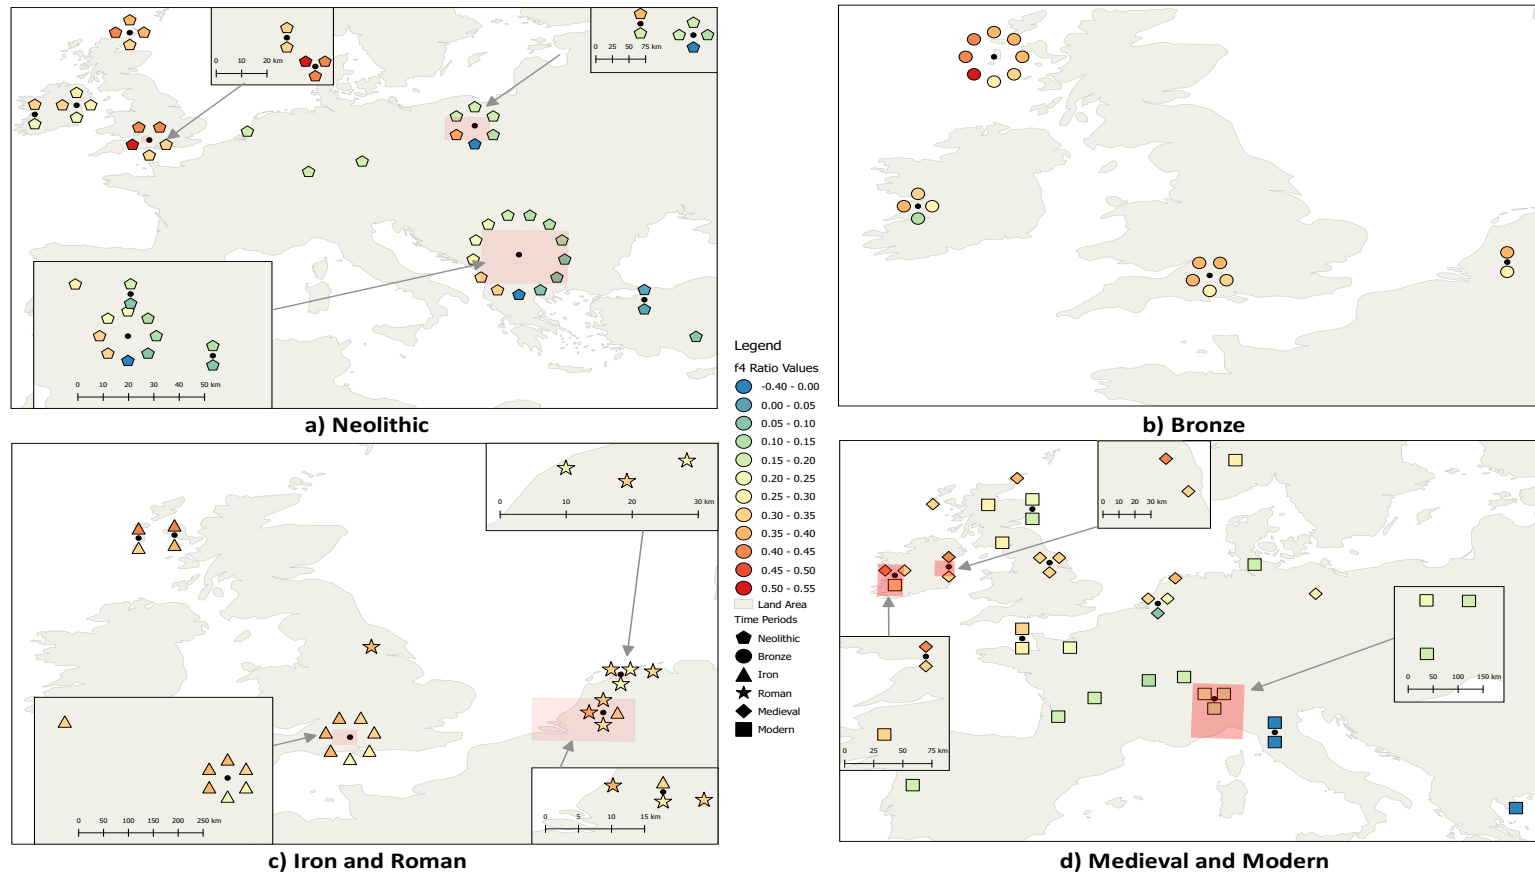 0 10 20 km
0 25 50 75 km
0 10 20 30 40 50 km
a) Neolithic
b) Bronze
Legend
f4 Ratio Values
-0.40 - 0.00
0.00 - 0.05
0.05 - 0.10
0.10 - 0.15
0.15 - 0.20
0.20 - 0.25
0.25 - 0.30
0.30 - 0.35
0.35 - 0.40
0.40 - 0.45
0.45 - 0.50
0.50 - 0.55
Land Area
Time Periods
Neolithic
Bronze
Iron
Roman
Medieval
Modern
0 10 20 30 km
0 50 100 150 200 250 km
0 5 10 15 km
c) Iron and Roman
0 10 20 30 km
0 50 100 150 km
0 25 50 75 km
d) Medieval and Modern